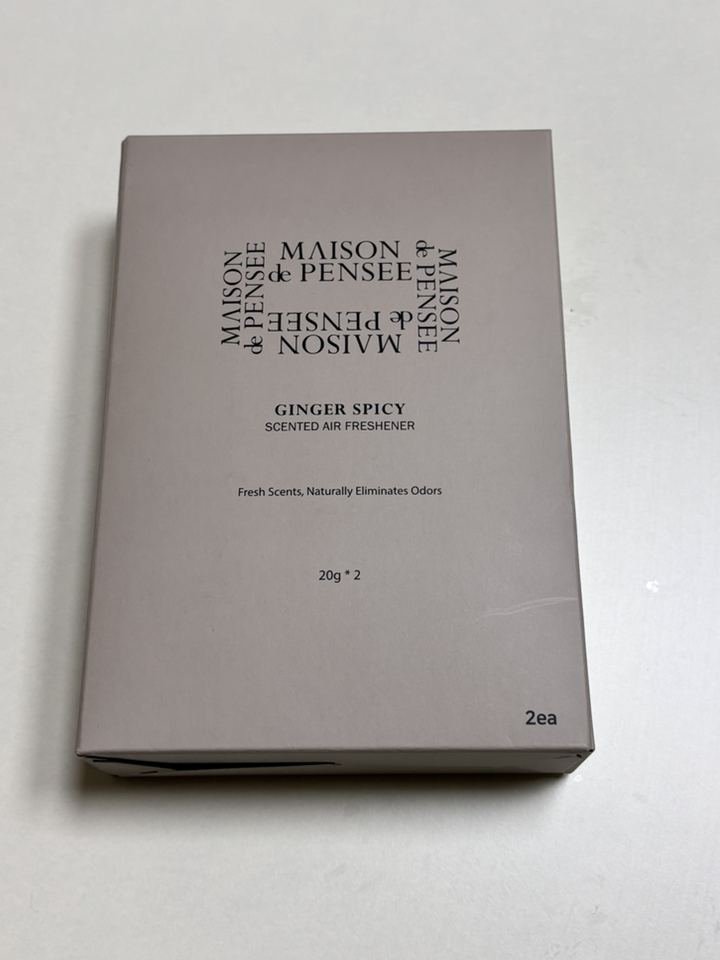 MAISON
de PENSEE
MAISON
de PENSEE
MAISON
de PENSEE
MAISON
de PENSEE
GINGER SPICY
SCENTED AIR FRESHENER
Fresh Scents, Naturally Eliminates Odors
20g * 2
2ea